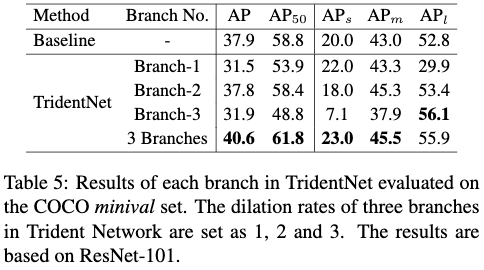 Method Branch No. AP AP50 APs APm APl
Baseline - 37.9 58.8 20.0 43.0 52.8
TridentNet
Branch-1 31.5 53.9 22.0 43.3 29.9
Branch-2 37.8 58.4 18.0 45.3 53.4
Branch-3 31.9 48.8 7.1 37.9 56.1
3 Branches 40.6 61.8 23.0 45.5 55.9
Table 5: Results of each branch in TridentNet evaluated on
the COCO minival set. The dilation rates of three branches
in Trident Network are set as 1, 2 and 3. The results are
based on ResNet-101.